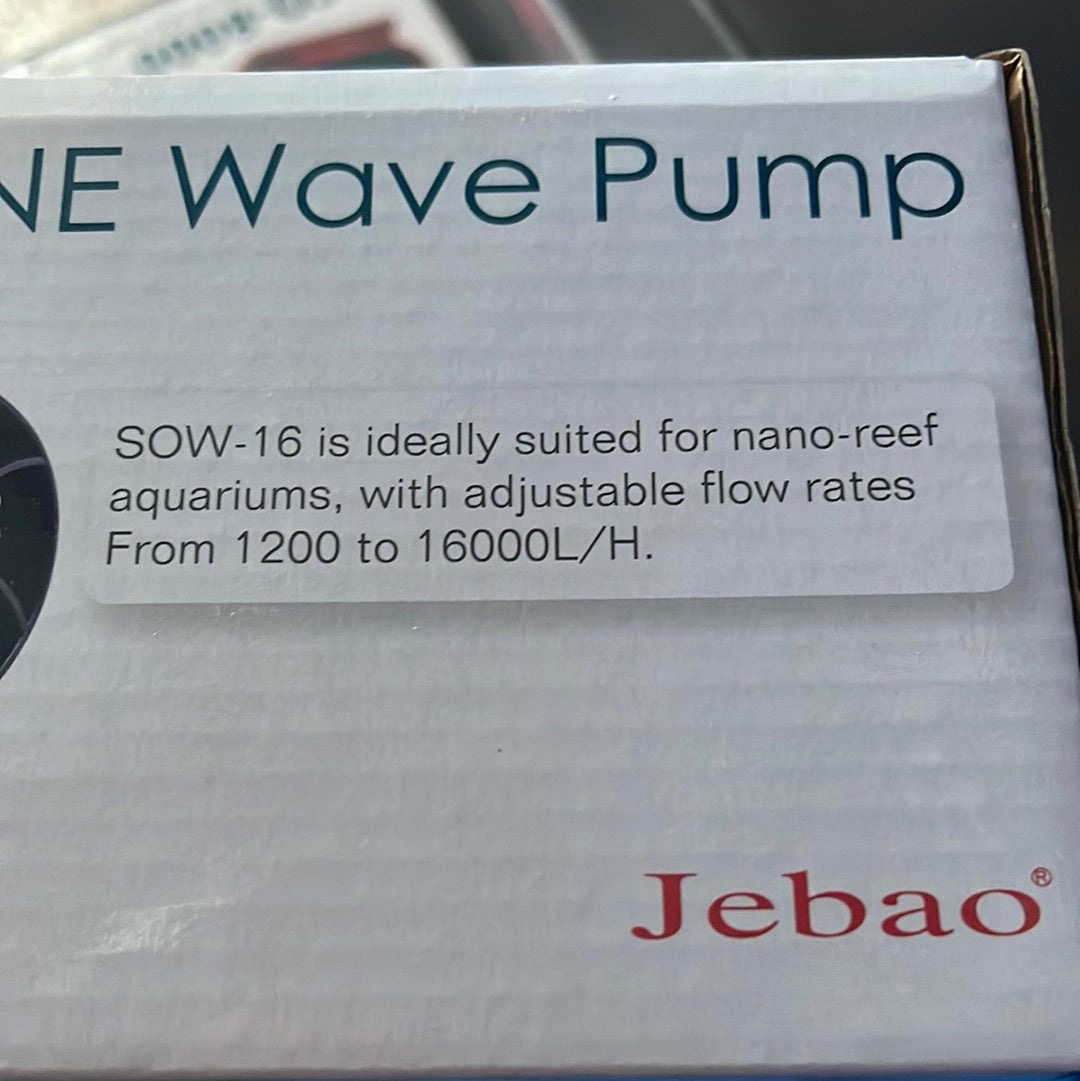 NE Wave Pump
SOW-16 is ideally suited for nano-reef
aquariums, with adjustable flow rates
From 1200 to 16000L/H.
Jebao®